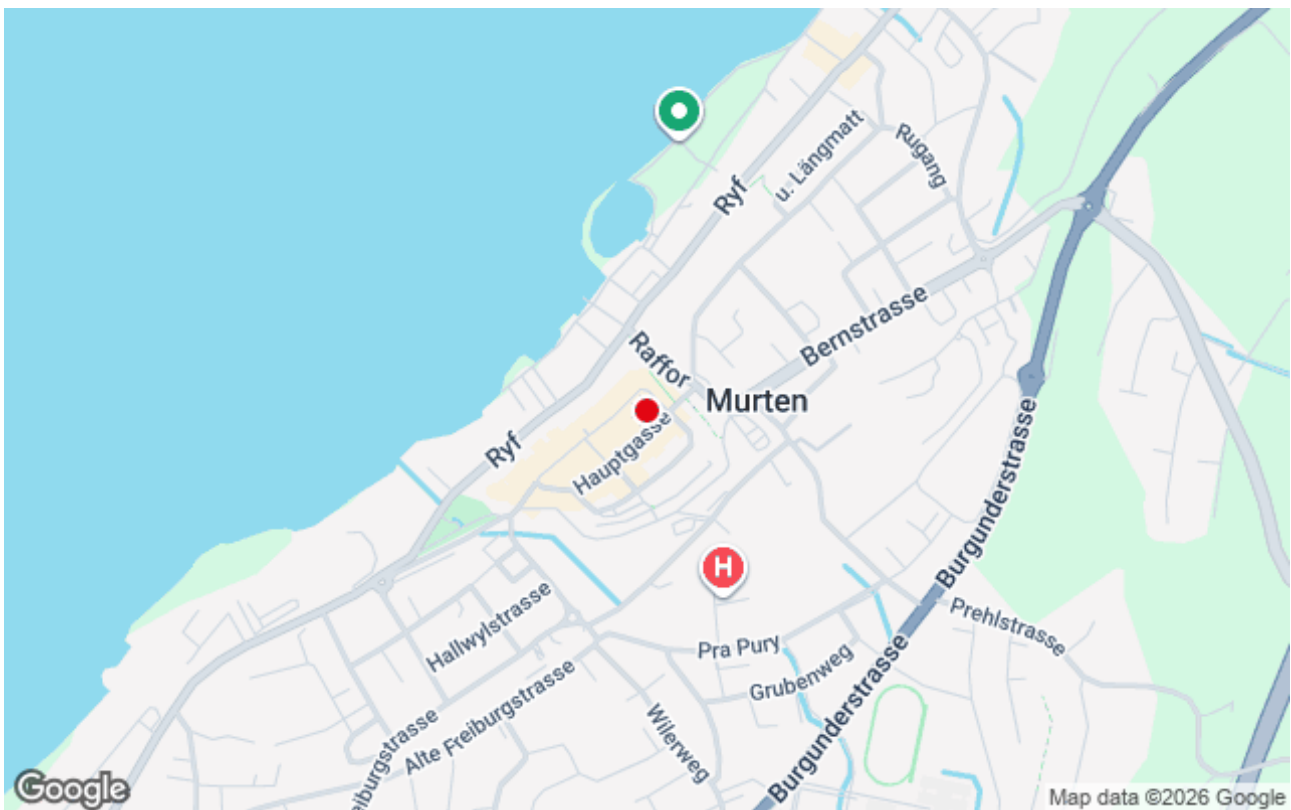 u. Längmatt
Rugang
Ryf
Bernstrasse
Raffor
Murten
Ryf
Hauptgasse
Burgunderstrasse
H
Prehlstrasse
Hallwylstrasse
Pra Pury
Grubenweg
Alte Freiburgstrasse
Wilerweg
eiburgstrasse
Burgunderstrasse
Google
Map data ©2026 Google